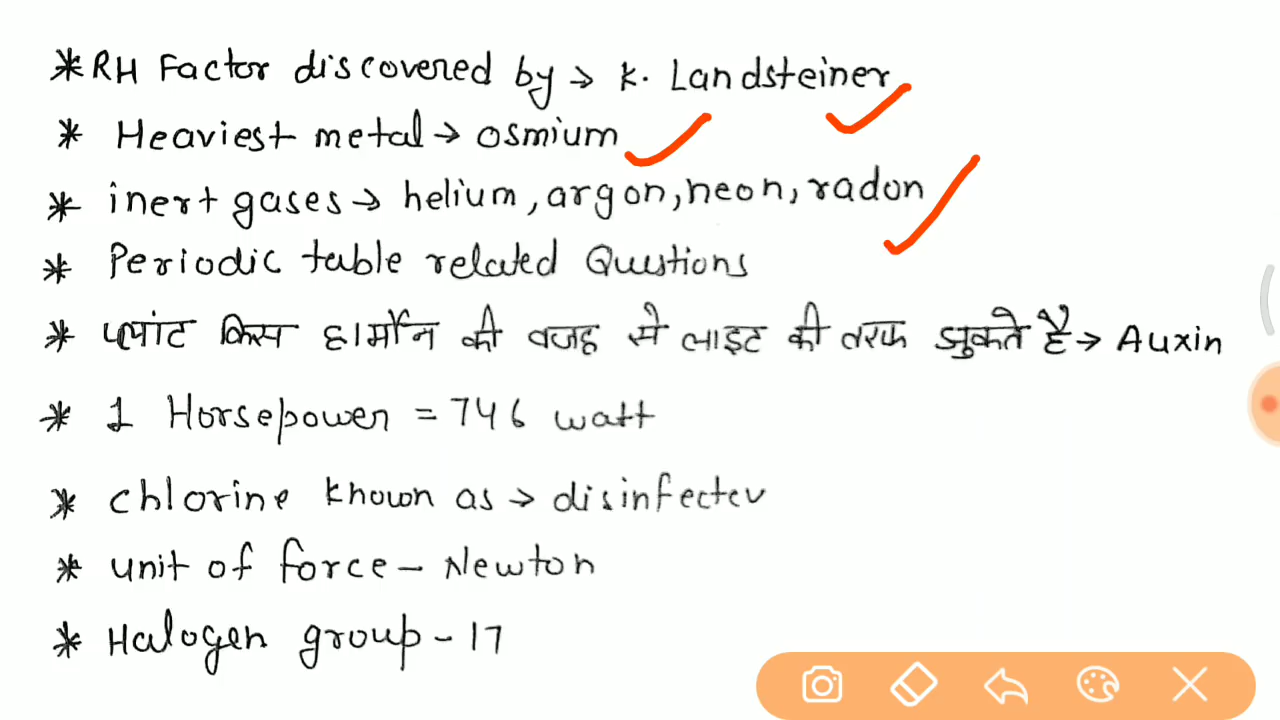 * RH Factor discovered by → K. Landsteiner
* Heaviest metal → osmium
* inert gases → helium, argon, neon, radon
* Periodic table related Questions
* प्लांट किस हार्मोन की वजह से लाइट की तरफ झुकते है → Auxin
* 1 Horsepower = 746 watt
* chlorine known as → disinfecter
* unit of force - Newton
* Halogen group - 17